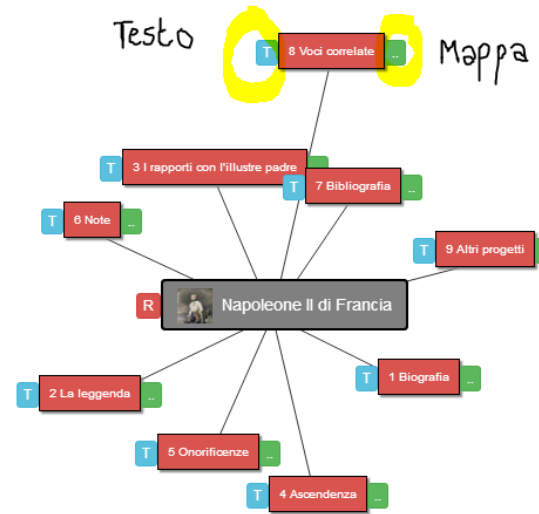 Testo
T 8 Voci correlate ..
Mappa
T 3 I rapporti con l'illustre padre
T 7 Bibliografia ..
T 6 Note ..
T 9 Altri progetti
R Napoleone II di Francia
T 1 Biografia ..
T 2 La leggenda ..
T 5 Onorificenze ..
T 4 Ascendenza ..